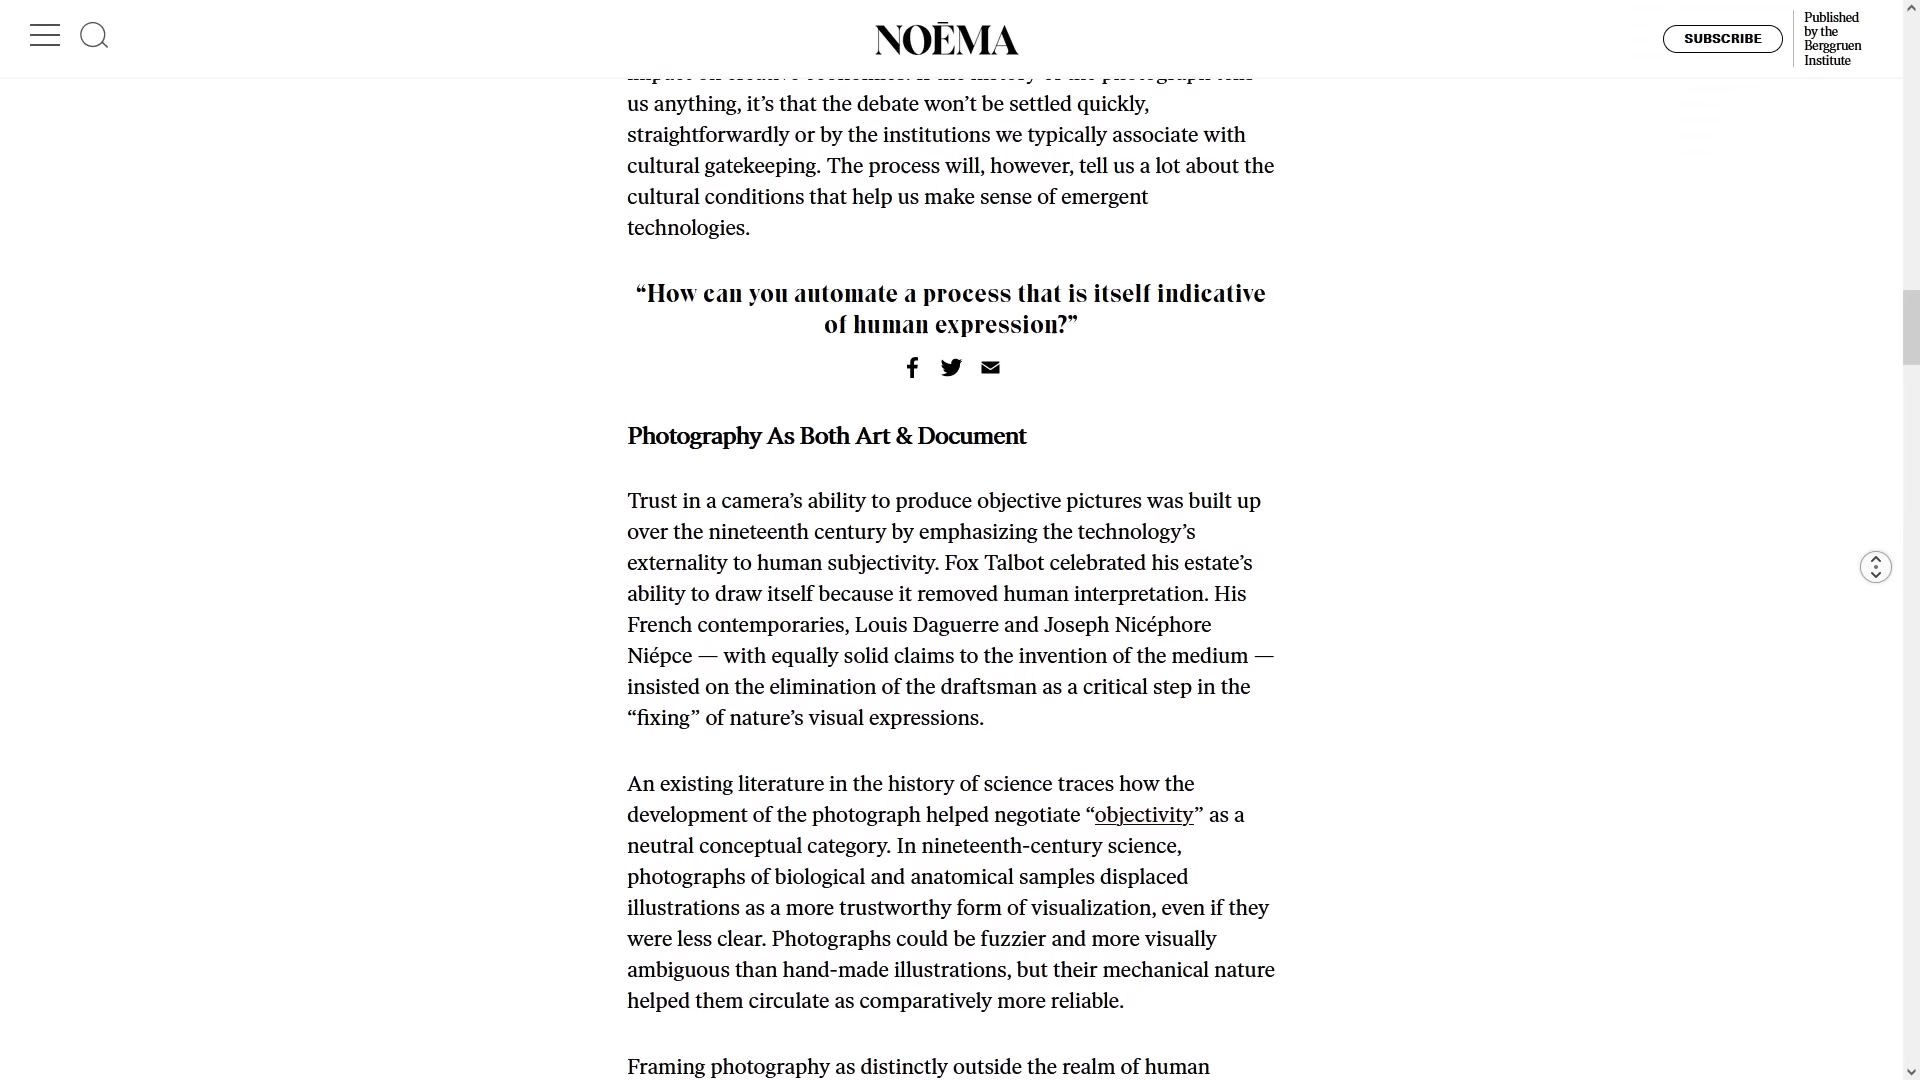 NOĒMA
SUBSCRIBE
Published
by the
Berggruen
Institute
impact on creative economies. If the history of the photograph tells
us anything, it’s that the debate won’t be settled quickly,
straightforwardly or by the institutions we typically associate with
cultural gatekeeping. The process will, however, tell us a lot about the
cultural conditions that help us make sense of emergent
technologies.
“How can you automate a process that is itself indicative
of human expression?”
Photography As Both Art & Document
Trust in a camera’s ability to produce objective pictures was built up
over the nineteenth century by emphasizing the technology’s
externality to human subjectivity. Fox Talbot celebrated his estate’s
ability to draw itself because it removed human interpretation. His
French contemporaries, Louis Daguerre and Joseph Nicéphore
Niépce — with equally solid claims to the invention of the medium —
insisted on the elimination of the draftsman as a critical step in the
“fixing” of nature’s visual expressions.
An existing literature in the history of science traces how the
development of the photograph helped negotiate “objectivity” as a
neutral conceptual category. In nineteenth-century science,
photographs of biological and anatomical samples displaced
illustrations as a more trustworthy form of visualization, even if they
were less clear. Photographs could be fuzzier and more visually
ambiguous than hand-made illustrations, but their mechanical nature
helped them circulate as comparatively more reliable.
Framing photography as distinctly outside the realm of human